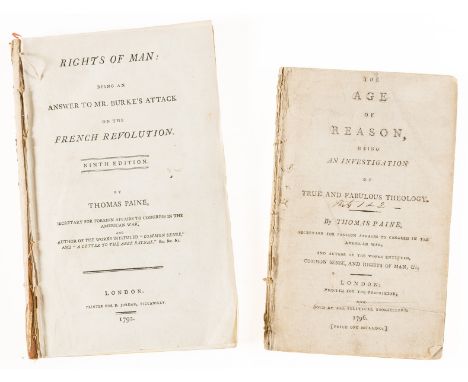 RIGHTS OF MAN:
BEING AN
ANSWER TO MR. BURKE'S ATTACK
ON THE
FRENCH REVOLUTION.
NINTH EDITION.
BY
THOMAS PAINE,
SECRETARY FOR FOREIGN AFFAIRS TO CONGRESS IN THE
AMERICAN WAR,
AND
AUTHOR OF THE WORKS INTITULED "COMMON SENSE,"
AND "A LETTER TO THE ABBE RAYNAL." &c. &c. &c.
LONDON:
PRINTED FOR J. JORDAN, PICCADILLY.
1791.
THE
AGE
OF
REASON,
BEING
AN INVESTIGATION
OF
TRUE AND FABULOUS THEOLOGY.
By THOMAS PAINE,
SECRETARY FOR FOREIGN AFFAIRS TO CONGRESS IN THE
AMERICAN WAR,
AND AUTHOR OF THE WORKS ENTITLED,
COMMON SENSE, AND RIGHTS OF MAN, &c.
LONDON:
PRINTED FOR THE PROPRIETOR,
AND
SOLD BY ALL THE POLITICAL BOOKSELLERS,
1796.
[PRICE ONE SHILLING.]